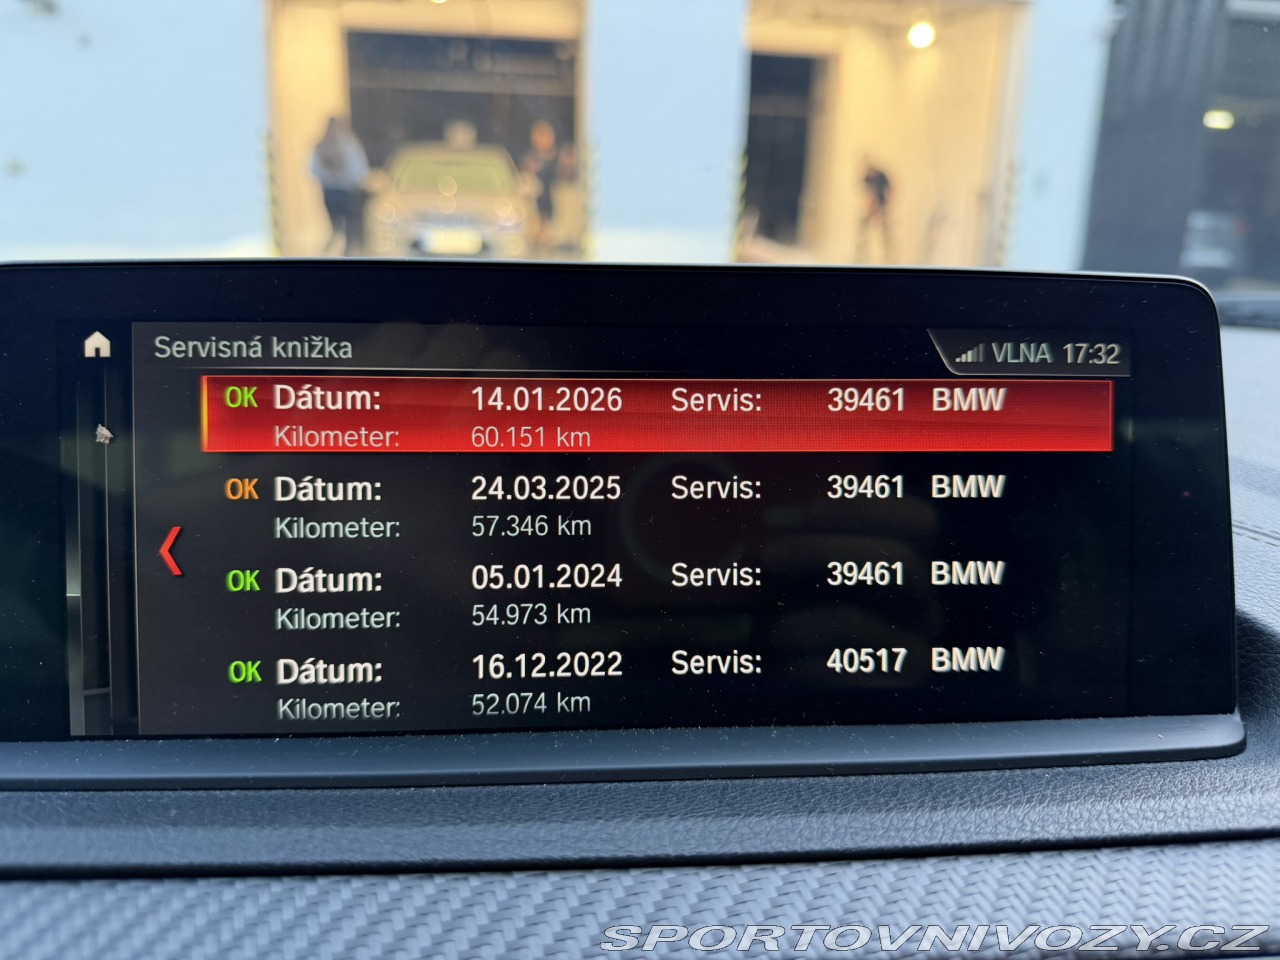 Servisná knižka VLNA 17:32
OK Dátum: 14.01.2026 Servis: 39461 BMW
Kilometer: 60.151 km
OK Dátum: 24.03.2025 Servis: 39461 BMW
Kilometer: 57.346 km
OK Dátum: 05.01.2024 Servis: 39461 BMW
Kilometer: 54.973 km
OK Dátum: 16.12.2022 Servis: 40517 BMW
Kilometer: 52.074 km
SPORTOVNIVOZY.CZ